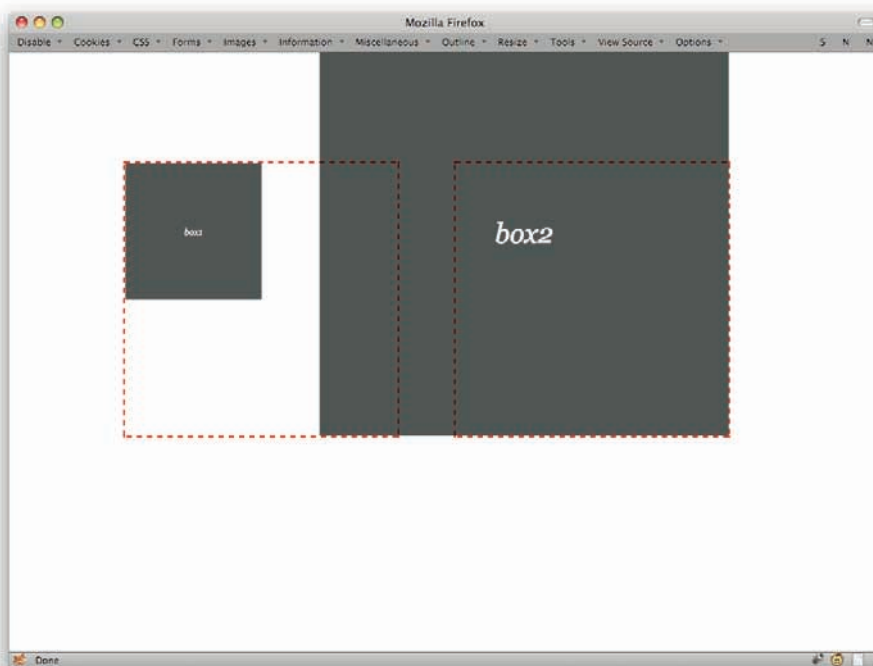 Mozilla Firefox
Disable Cookies CSS Forms Images Information Miscellaneous Outline Resize Tools View Source Options S N N
box1
box2
Done